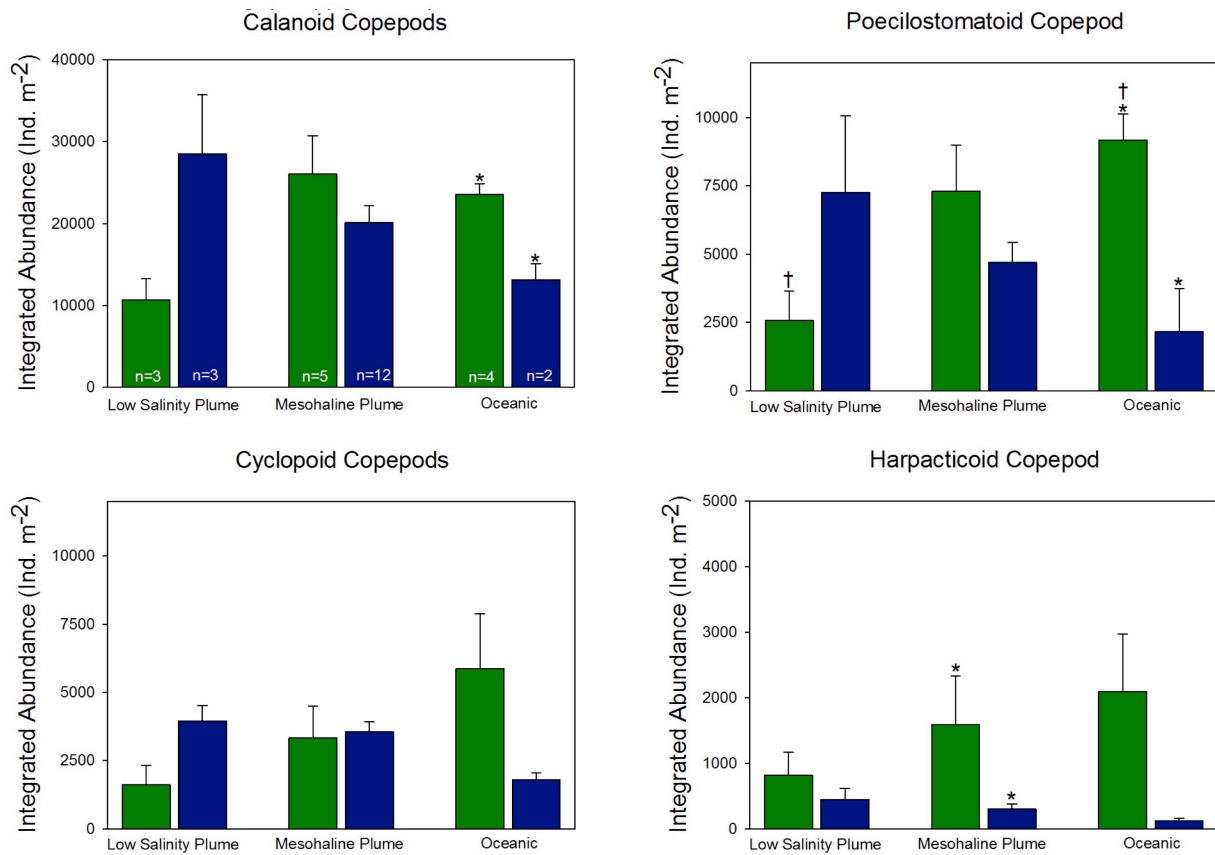 Calanoid Copepods
Integrated Abundance (Ind. m-2)
40000
30000
20000
10000
0
n=3
n=3
n=5
n=12
n=4
n=2
*
*
Low Salinity Plume
Mesohaline Plume
Oceanic
Poecilostomatoid Copepod
Integrated Abundance (Ind. m-2)
10000
7500
5000
2500
0
†
†
*
*
Low Salinity Plume
Mesohaline Plume
Oceanic
Cyclopoid Copepods
Integrated Abundance (Ind. m-2)
10000
7500
5000
2500
0
Low Salinity Plume
Mesohaline Plume
Oceanic
Harpacticoid Copepod
Integrated Abundance (Ind. m-2)
5000
4000
3000
2000
1000
0
*
*
Low Salinity Plume
Mesohaline Plume
Oceanic